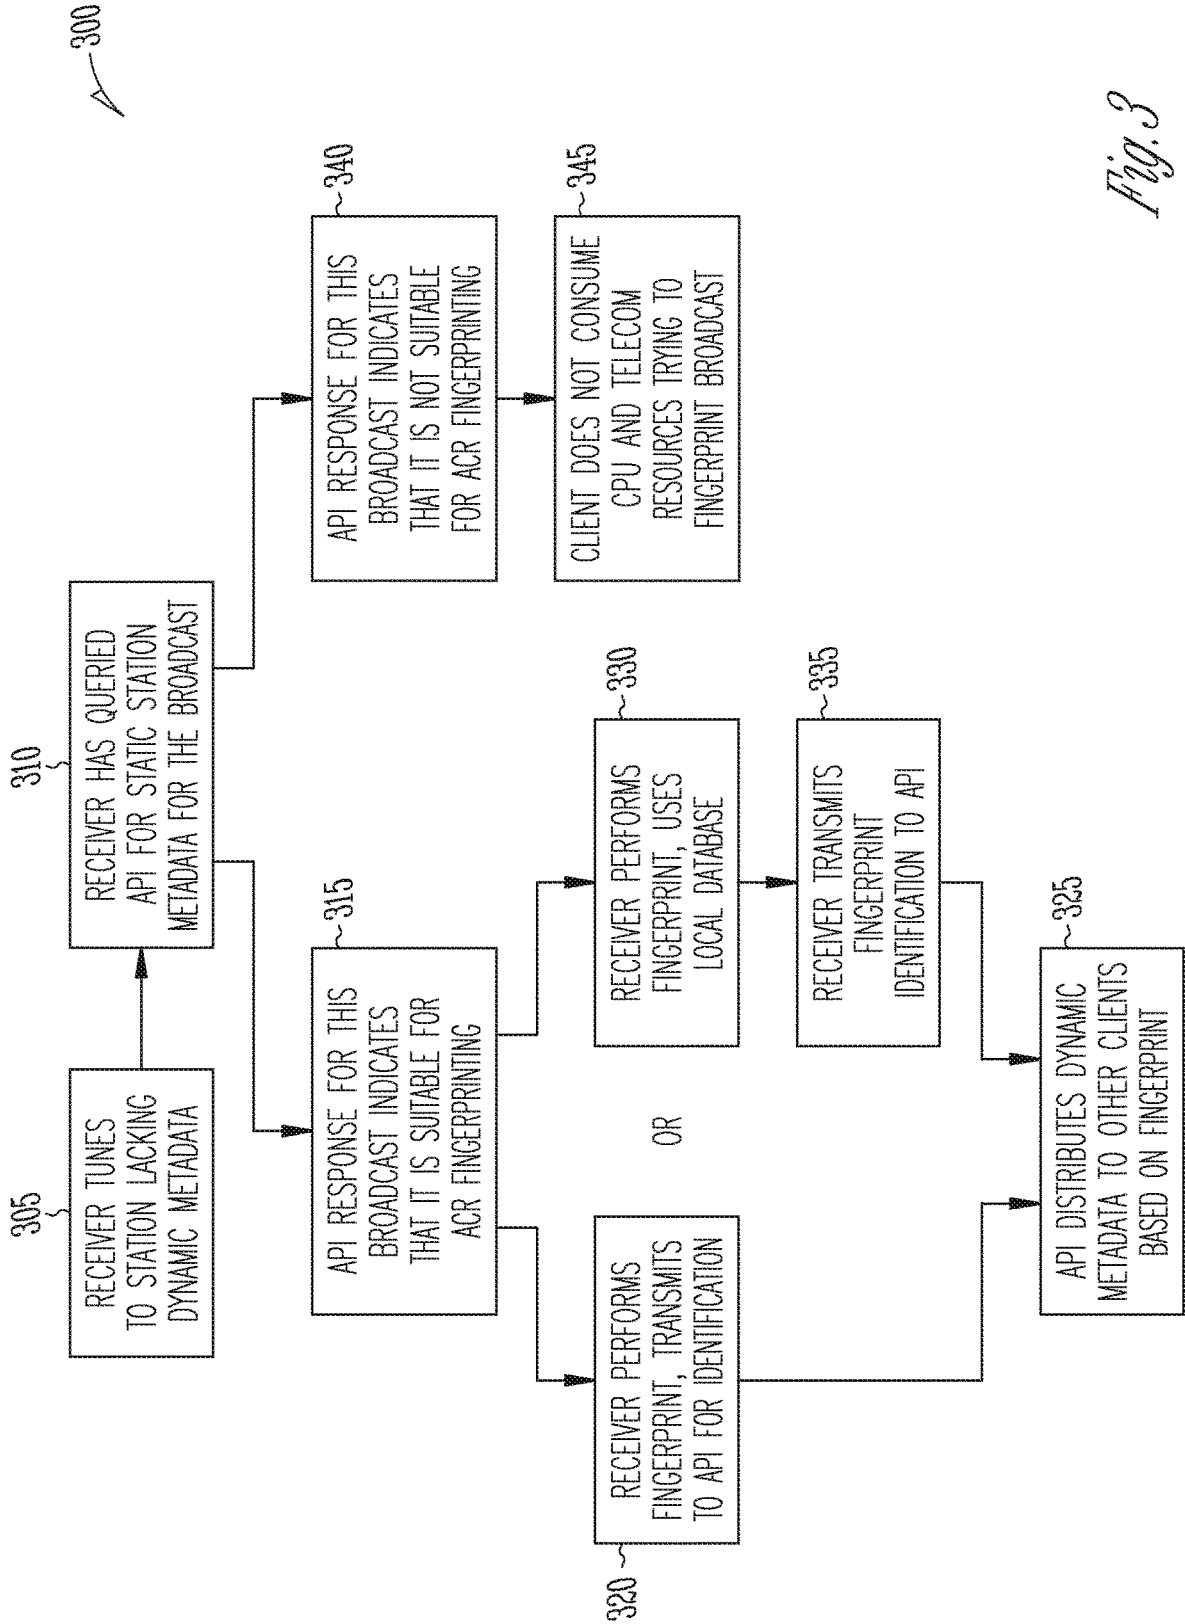 300
305
RECEIVER TUNES
TO STATION LACKING
DYNAMIC METADATA
310
RECEIVER HAS QUERIED
API FOR STATIC STATION
METADATA FOR THE BROADCAST
315
API RESPONSE FOR THIS
BROADCAST INDICATES
THAT IT IS SUITABLE FOR
ACR FINGERPRINTING
340
API RESPONSE FOR THIS
BROADCAST INDICATES
THAT IT IS NOT SUITABLE
FOR ACR FINGERPRINTING
320
RECEIVER PERFORMS
FINGERPRINT, TRANSMITS
TO API FOR IDENTIFICATION
OR
330
RECEIVER PERFORMS
FINGERPRINT, USES
LOCAL DATABASE
345
CLIENT DOES NOT CONSUME
CPU AND TELECOM
RESOURCES TRYING TO
FINGERPRINT BROADCAST
335
RECEIVER TRANSMITS
FINGERPRINT
IDENTIFICATION TO API
325
API DISTRIBUTES DYNAMIC
METADATA TO OTHER CLIENTS
BASED ON FINGERPRINT
Fig. 3